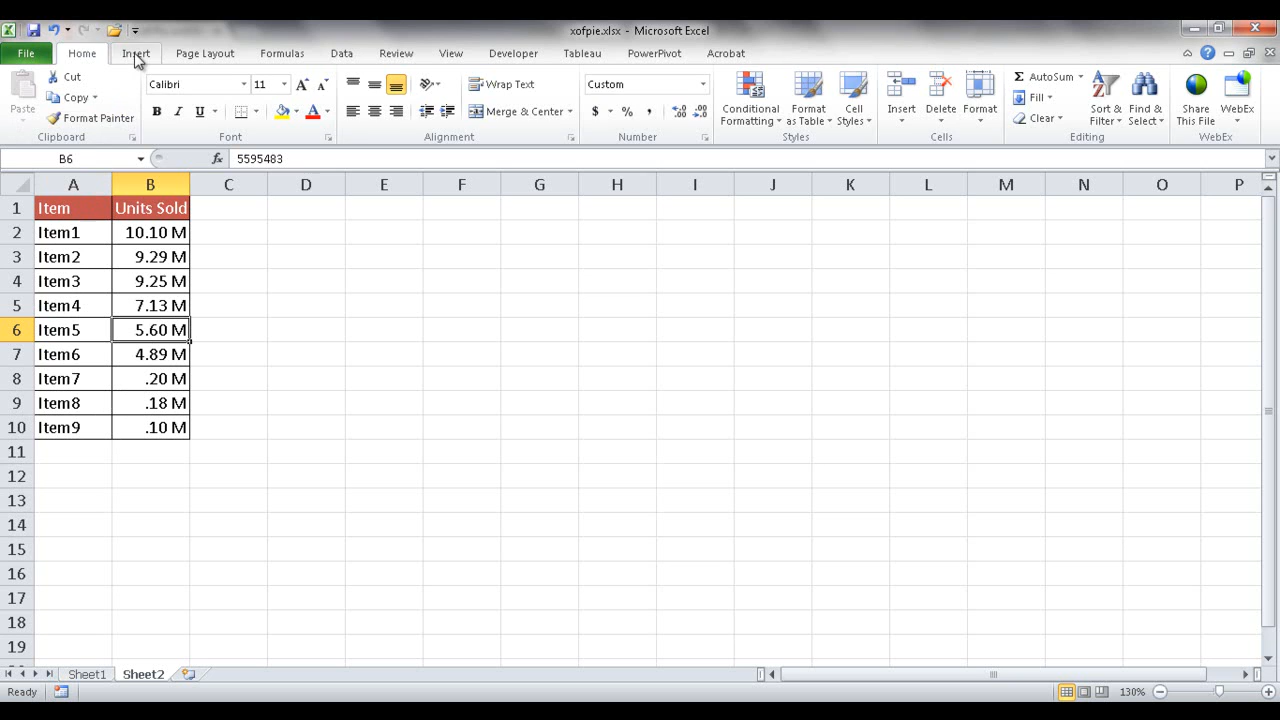 xofpie.xlsx - Microsoft Excel
File Home Insert Page Layout Formulas Data Review View Developer Tableau PowerPivot Acrobat
Paste
Cut
Copy
Format Painter
Clipboard
Calibri 11
B I U
Font
Wrap Text
Merge & Center
Alignment
Custom
$ % ,
Number
Conditional Formatting
Format as Table
Cell Styles
Styles
Insert
Delete
Format
Cells
Σ AutoSum
Fill
Clear
Sort & Filter
Find & Select
Editing
Share This File
WebEx
WebEx
B6 fx 5595483
A B C D E F G H I J K L M N O P
1 Item Units Sold
2 Item1 10.10 M
3 Item2 9.29 M
4 Item3 9.25 M
5 Item4 7.13 M
6 Item5 5.60 M
7 Item6 4.89 M
8 Item7 .20 M
9 Item8 .18 M
10 Item9 .10 M
11
12
13
14
15
16
17
18
19
Sheet1 Sheet2
Ready 130%